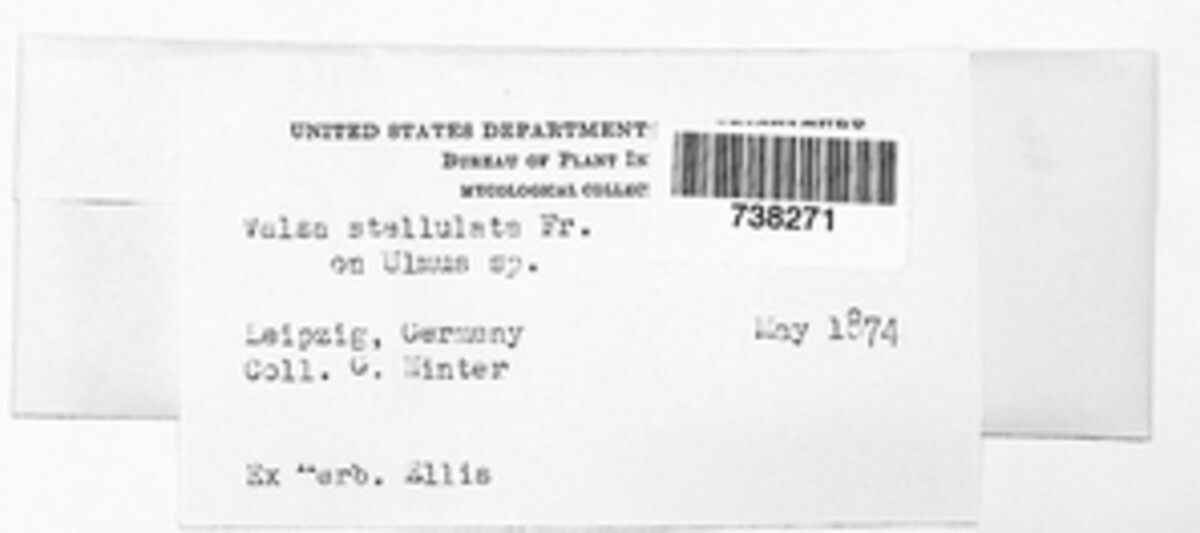 UNITED STATES DEPARTMENT
BUREAU OF PLANT IN
MYCOLOGICAL COLLECT
738271
Valsa stellulata Fr.
on Ulmus sp.
Leipzig, Germany
May 1874
Coll. G. Winter
Ex Herb. Ellis